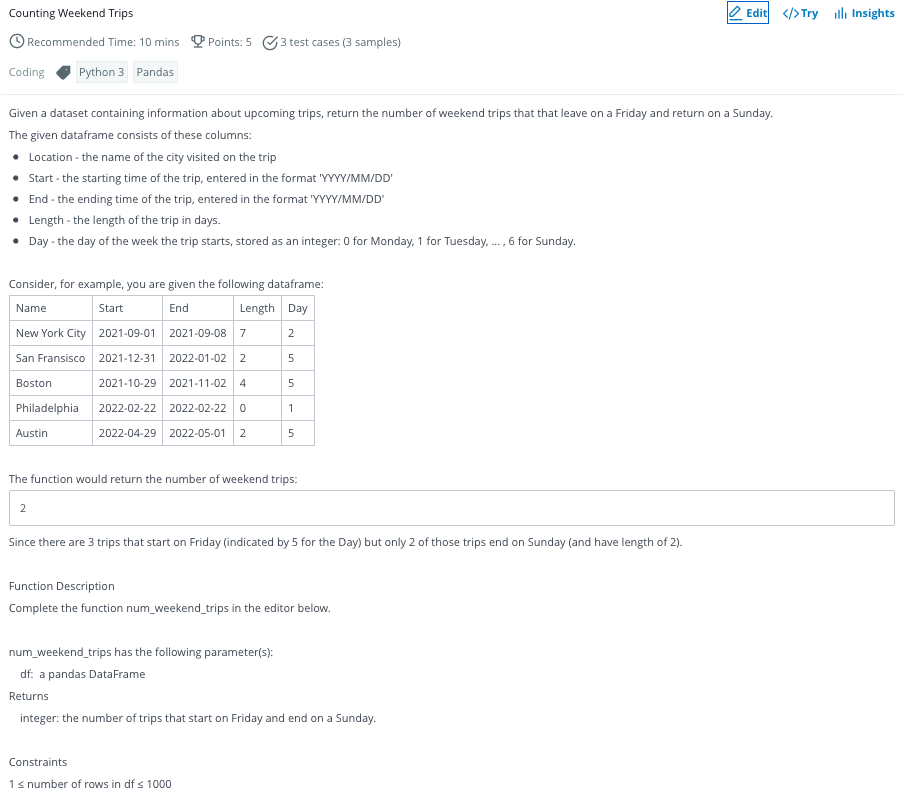 Counting Weekend Trips
Edit
</>Try
Insights
Recommended Time: 10 mins Points: 5 3 test cases (3 samples)
Coding Python 3 Pandas
Given a dataset containing information about upcoming trips, return the number of weekend trips that that leave on a Friday and return on a Sunday.
The given dataframe consists of these columns:
• Location - the name of the city visited on the trip
• Start - the starting time of the trip, entered in the format 'YYYY/MM/DD'
• End - the ending time of the trip, entered in the format 'YYYY/MM/DD'
• Length - the length of the trip in days.
• Day - the day of the week the trip starts, stored as an integer: 0 for Monday, 1 for Tuesday, ... , 6 for Sunday.
Consider, for example, you are given the following dataframe:
Name Start End Length Day
New York City 2021-09-01 2021-09-08 7 2
San Fransisco 2021-12-31 2022-01-02 2 5
Boston 2021-10-29 2021-11-02 4 5
Philadelphia 2022-02-22 2022-02-22 0 1
Austin 2022-04-29 2022-05-01 2 5
The function would return the number of weekend trips:
2
Since there are 3 trips that start on Friday (indicated by 5 for the Day) but only 2 of those trips end on Sunday (and have length of 2).
Function Description
Complete the function num_weekend_trips in the editor below.
num_weekend_trips has the following parameter(s):
df: a pandas DataFrame
Returns
integer: the number of trips that start on Friday and end on a Sunday.
Constraints
1 ≤ number of rows in df ≤ 1000